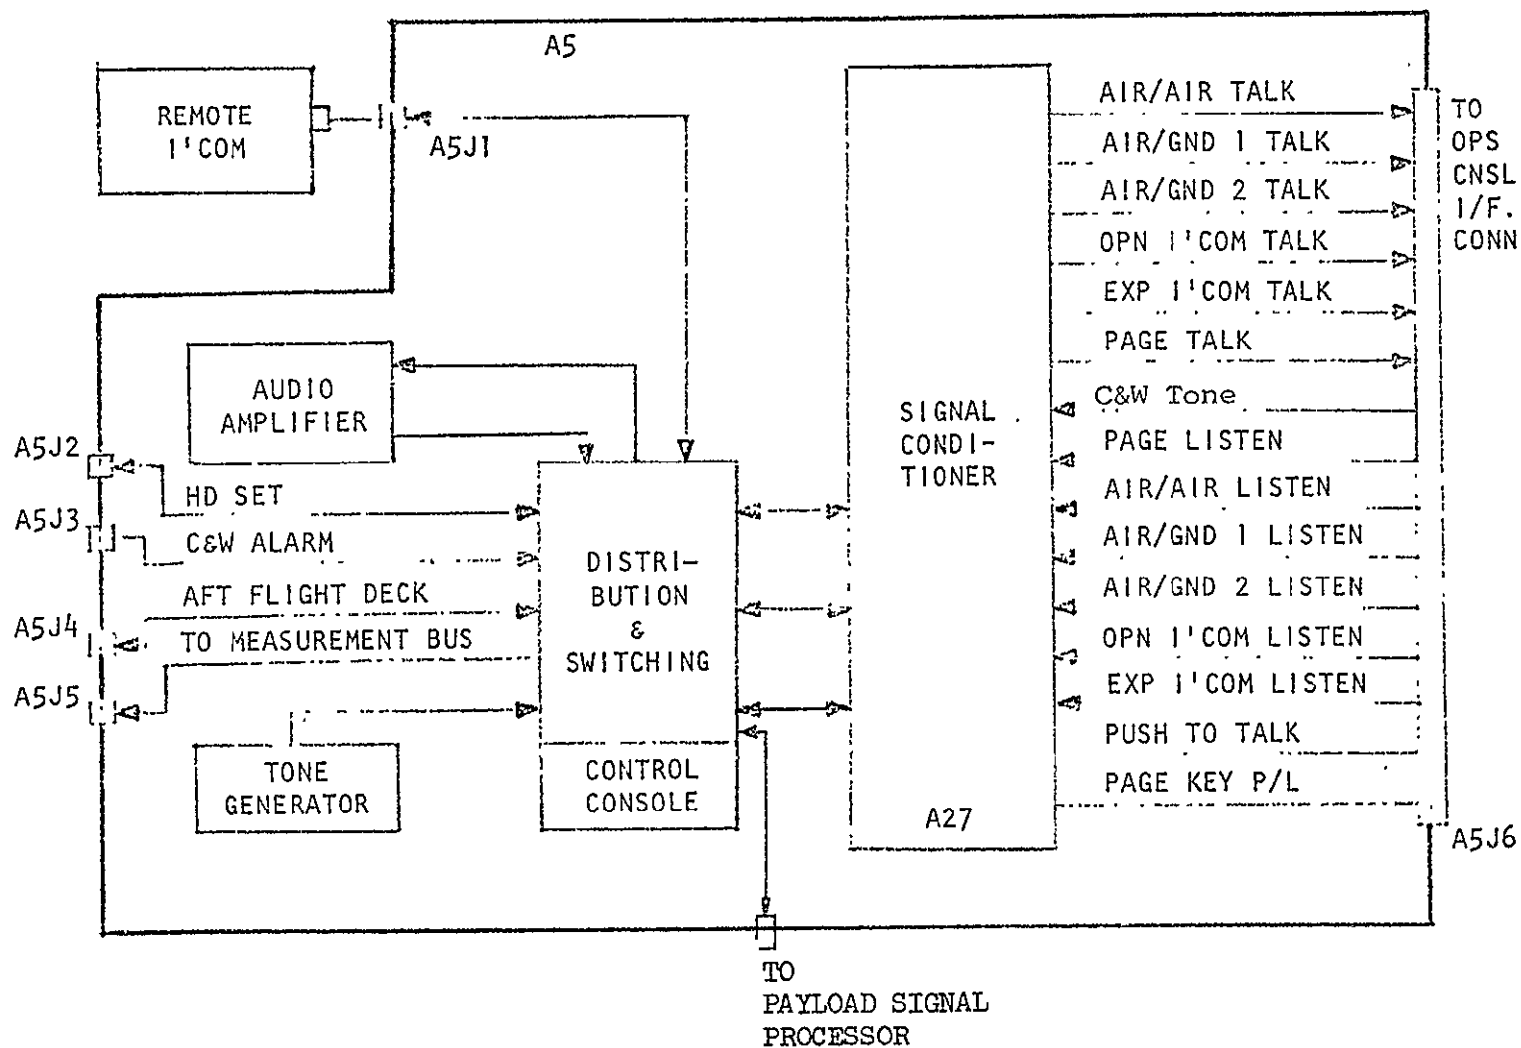 A5
REMOTE
I'COM
A5J1
AUDIO
AMPLIFIER
A5J2
HD SET
A5J3
C&W ALARM
AFT FLIGHT DECK
A5J4
TO MEASUREMENT BUS
A5J5
TONE
GENERATOR
DISTRI-
BUTION
&
SWITCHING
CONTROL
CONSOLE
SIGNAL
CONDI-
TIONER
A27
AIR/AIR TALK
AIR/GND 1 TALK
AIR/GND 2 TALK
OPN I'COM TALK
EXP I'COM TALK
PAGE TALK
C&W Tone
PAGE LISTEN
AIR/AIR LISTEN
AIR/GND 1 LISTEN
AIR/GND 2 LISTEN
OPN I'COM LISTEN
EXP I'COM LISTEN
PUSH TO TALK
PAGE KEY P/L
TO
OPS
CNSL
I/F.
CONN
A5J6
TO
PAYLOAD SIGNAL
PROCESSOR